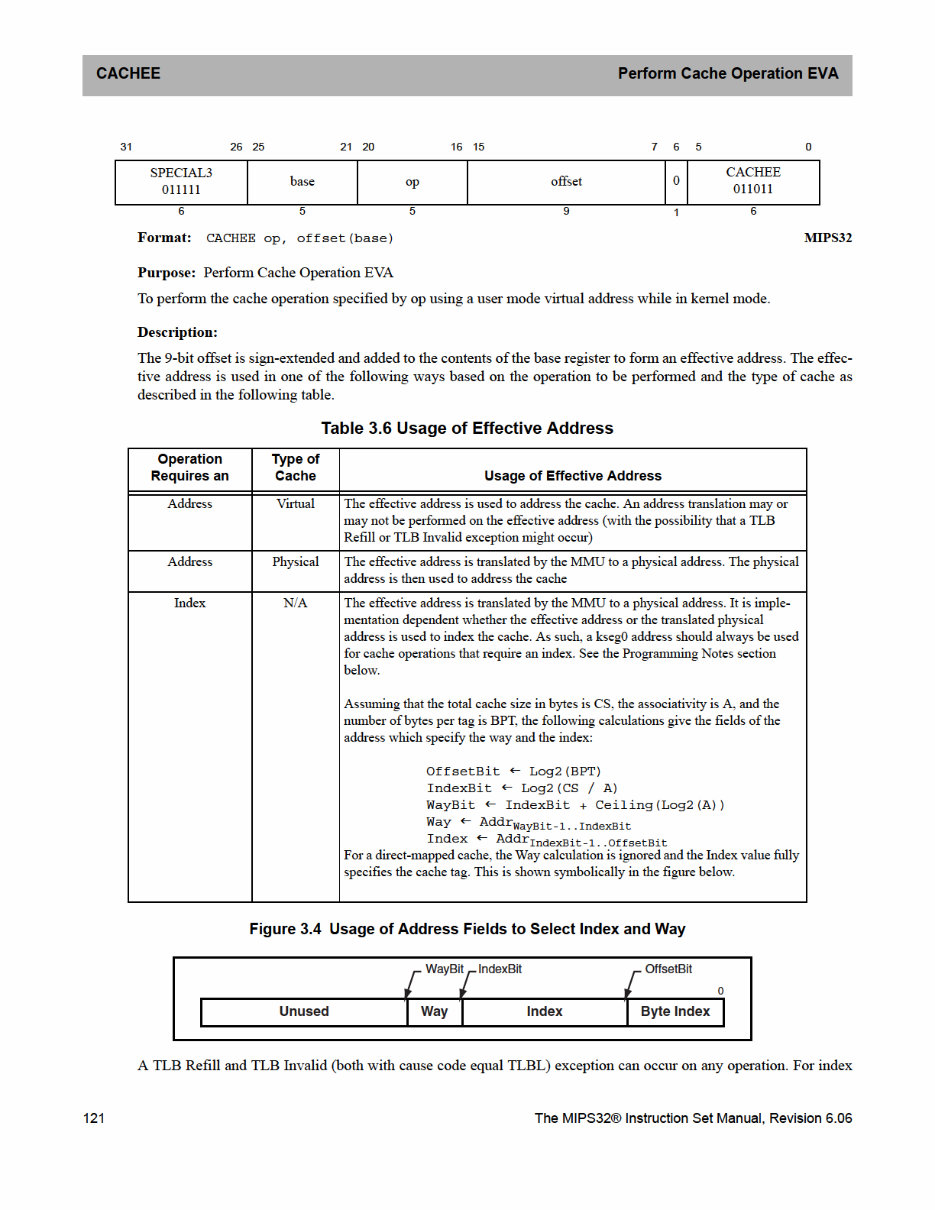 CACHEE Perform Cache Operation EVA
31 26 25 21 20 16 15 7 6 5 0
SPECIAL3 CACHEE
base op offset 0
011111 011011
6 5 5 9 1 6
Format: CACHEE op, offset(base) MIPS32
Purpose: Perform Cache Operation EVA
To perform the cache operation specified by op using a user mode virtual address while in kernel mode.
Description:
The 9-bit offset is sign-extended and added to the contents of the base register to form an effective address. The effec-
tive address is used in one of the following ways based on the operation to be performed and the type of cache as
described in the following table.
Table 3.6 Usage of Effective Address
Operation Type of
Requires an Cache Usage of Effective Address
Address Virtual The effective address is used to address the cache. An address translation may or
may not be performed on the effective address (with the possibility that a TLB
Refill or TLB Invalid exception might occur)
Address Physical The effective address is translated by the MMU to a physical address. The physical
address is then used to address the cache
Index N/A The effective address is translated by the MMU to a physical address. It is imple-
mentation dependent whether the effective address or the translated physical
address is used to index the cache. As such, a kseg0 address should always be used
for cache operations that require an index. See the Programming Notes section
below.
Assuming that the total cache size in bytes is CS, the associativity is A, and the
number of bytes per tag is BPT, the following calculations give the fields of the
address which specify the way and the index:
OffsetBit ← Log2(BPT)
IndexBit ← Log2(CS / A)
WayBit ← IndexBit + Ceiling(Log2(A))
Way ← AddrWayBit-1..IndexBit
Index ← AddrIndexBit-1..OffsetBit
For a direct-mapped cache, the Way calculation is ignored and the Index value fully
specifies the cache tag. This is shown symbolically in the figure below.
Figure 3.4 Usage of Address Fields to Select Index and Way
WayBit IndexBit OffsetBit
0
Unused Way Index Byte Index
A TLB Refill and TLB Invalid (both with cause code equal TLBL) exception can occur on any operation. For index
121 The MIPS32® Instruction Set Manual, Revision 6.06